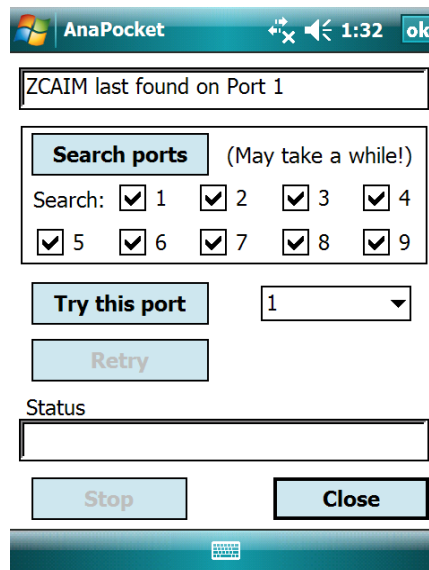 AnaPocket 1:32 ok
ZCAIM last found on Port 1
Search ports (May take a while!)
Search: 1 2 3 4
5 6 7 8 9
Try this port 1
Retry
Status
Stop Close